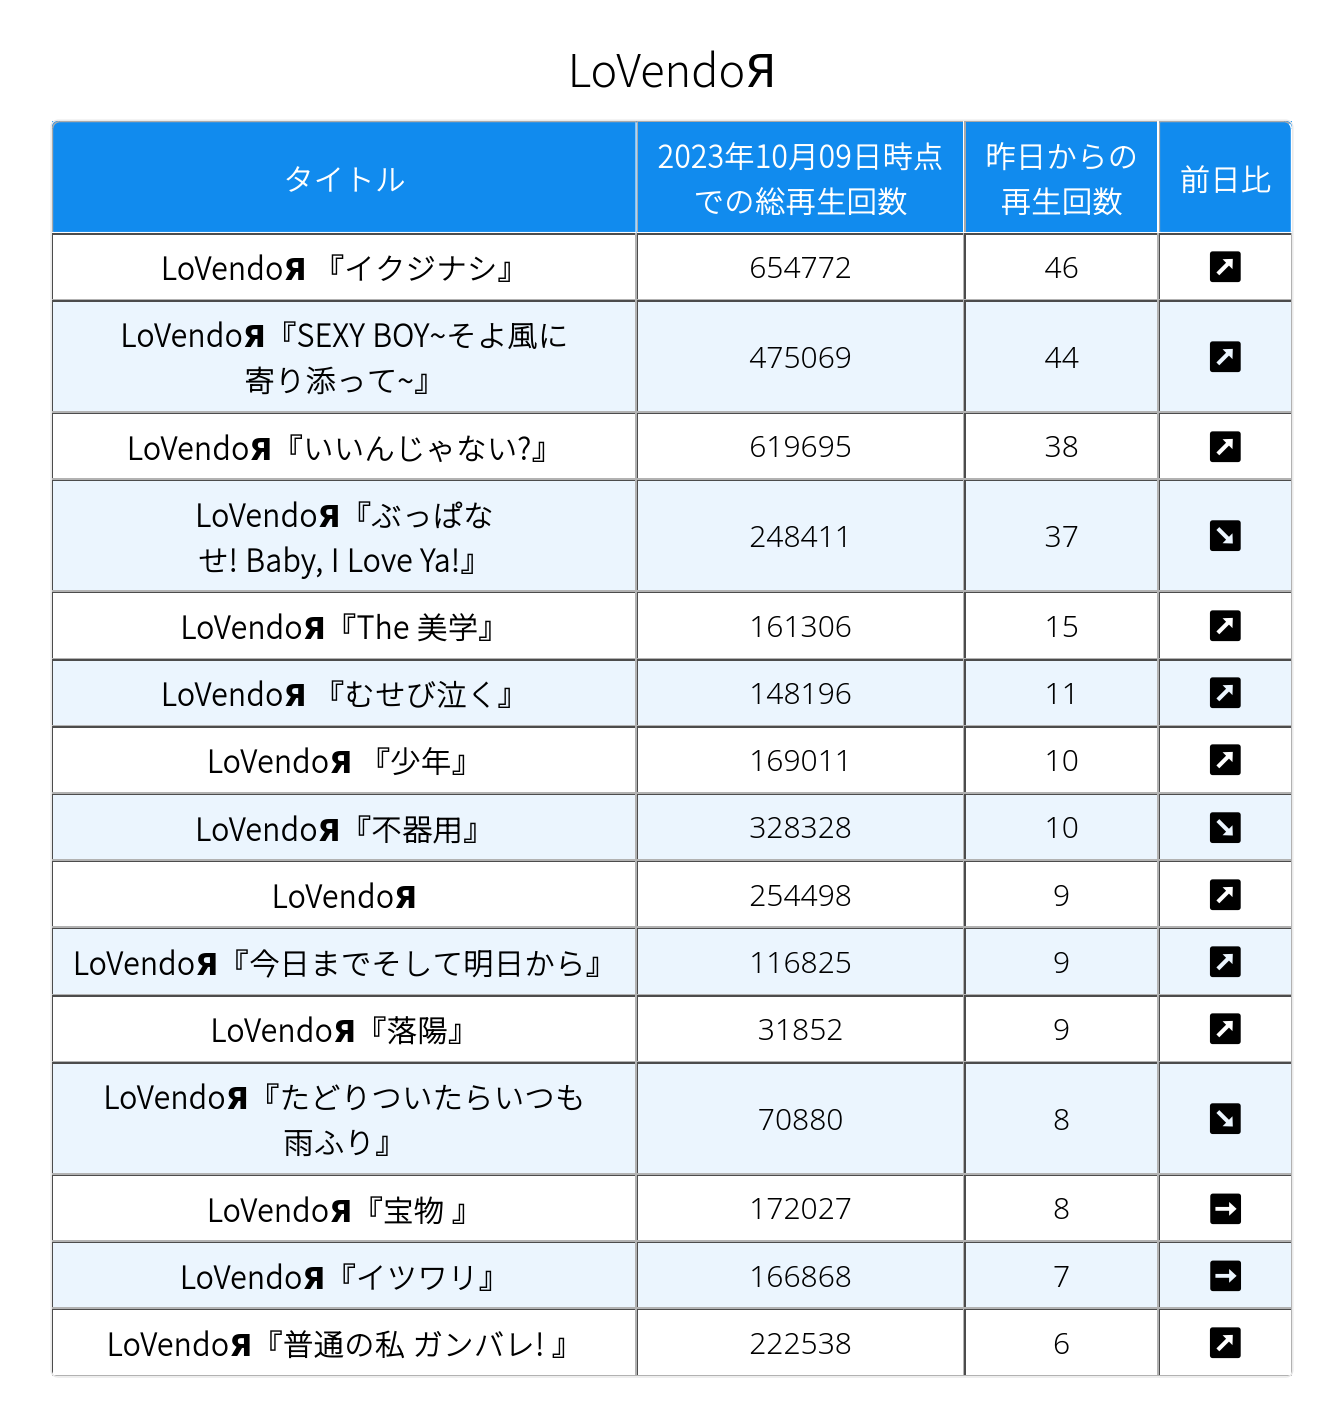 LoVendoЯ
タイトル
2023年10月09日時点
での総再生回数
昨日からの
再生回数
前日比
LoVendoЯ 『イクジナシ』
654772
46
LoVendoЯ『SEXY BOY~そよ風に
寄り添って~』
475069
44
LoVendoЯ『いいんじゃない?』
619695
38
LoVendoЯ『ぶっぱな
せ! Baby, I Love Ya!』
248411
37
LoVendoЯ『The 美学』
161306
15
LoVendoЯ 『むせび泣く』
148196
11
LoVendoЯ 『少年』
169011
10
LoVendoЯ『不器用』
328328
10
LoVendoЯ
254498
9
LoVendoЯ『今日までそして明日から』
116825
9
LoVendoЯ『落陽』
31852
9
LoVendoЯ『たどりついたらいつも
雨ふり』
70880
8
LoVendoЯ『宝物 』
172027
8
LoVendoЯ『イツワリ』
166868
7
LoVendoЯ『普通の私 ガンバレ! 』
222538
6